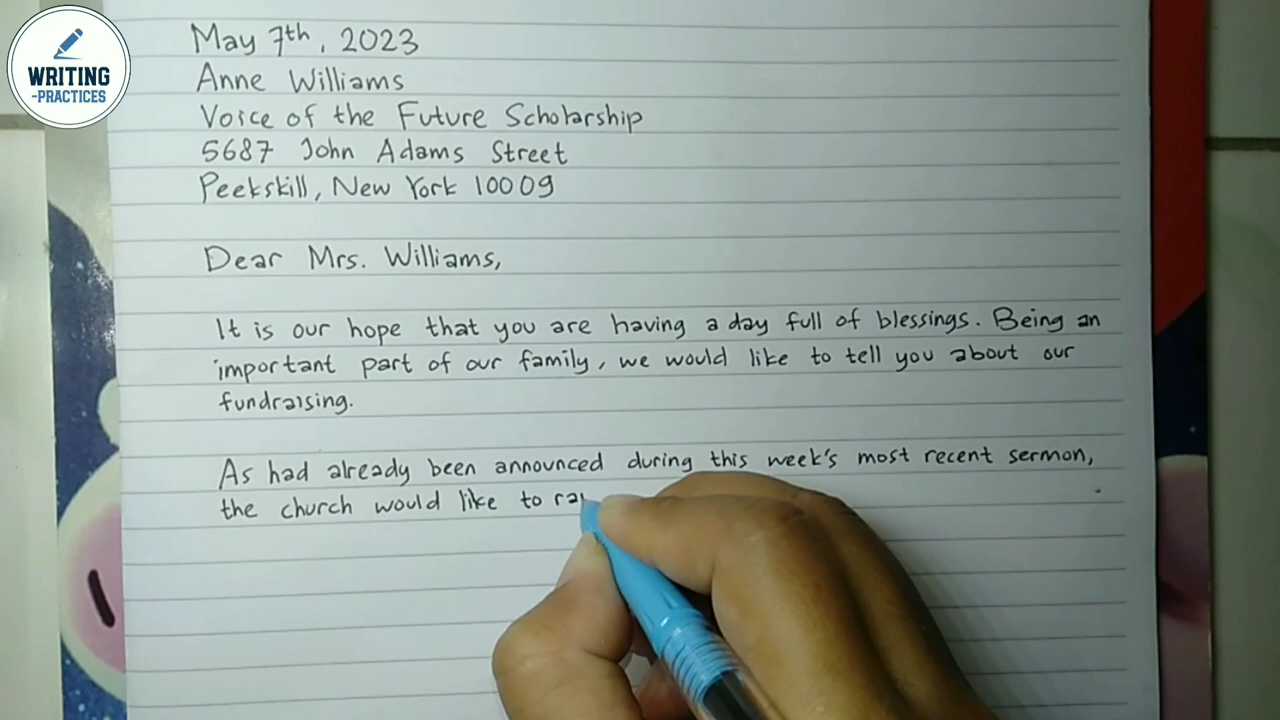 WRITING
-PRACTICES
May 7th, 2023
Anne Williams
Voice of the Future Scholarship
5687 John Adams Street
Peekskill, New York 10009
Dear Mrs. Williams,
It is our hope that you are having a day full of blessings. Being an
important part of our family, we would like to tell you about our
fundraising.
As had already been announced during this week's most recent sermon,
the church would like to